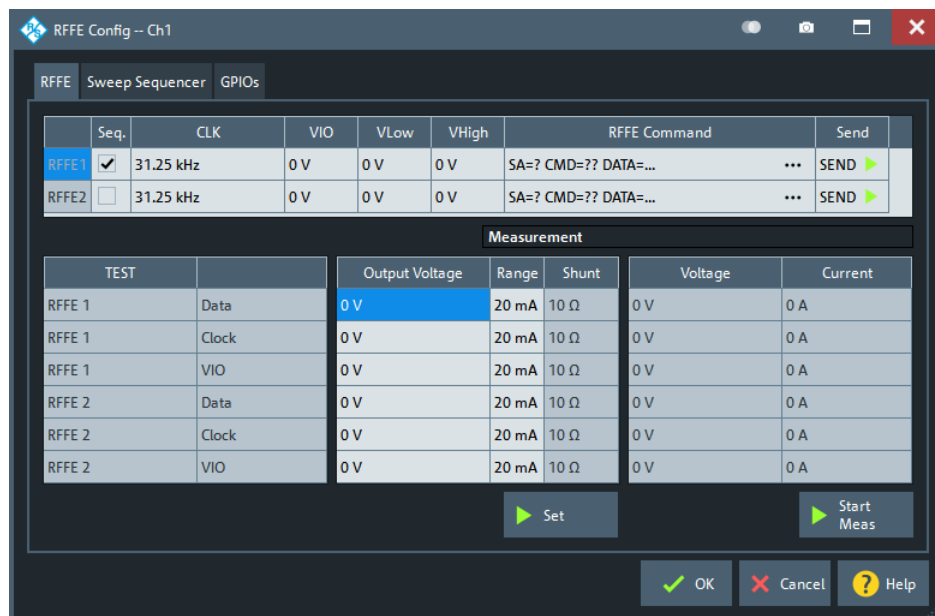 RFFE Config -- Ch1
RFFE Sweep Sequencer GPIOs
Seq. CLK VIO VLow VHigh RFFE Command Send
RFFE1 31.25 kHz 0 V 0 V 0 V SA=? CMD=?? DATA=... ... SEND
RFFE2 31.25 kHz 0 V 0 V 0 V SA=? CMD=?? DATA=... ... SEND
Measurement
TEST Output Voltage Range Shunt Voltage Current
RFFE 1 Data 0 V 20 mA 10 Ω 0 V 0 A
RFFE 1 Clock 0 V 20 mA 10 Ω 0 V 0 A
RFFE 1 VIO 0 V 20 mA 10 Ω 0 V 0 A
RFFE 2 Data 0 V 20 mA 10 Ω 0 V 0 A
RFFE 2 Clock 0 V 20 mA 10 Ω 0 V 0 A
RFFE 2 VIO 0 V 20 mA 10 Ω 0 V 0 A
Set Start
Meas
OK Cancel ? Help